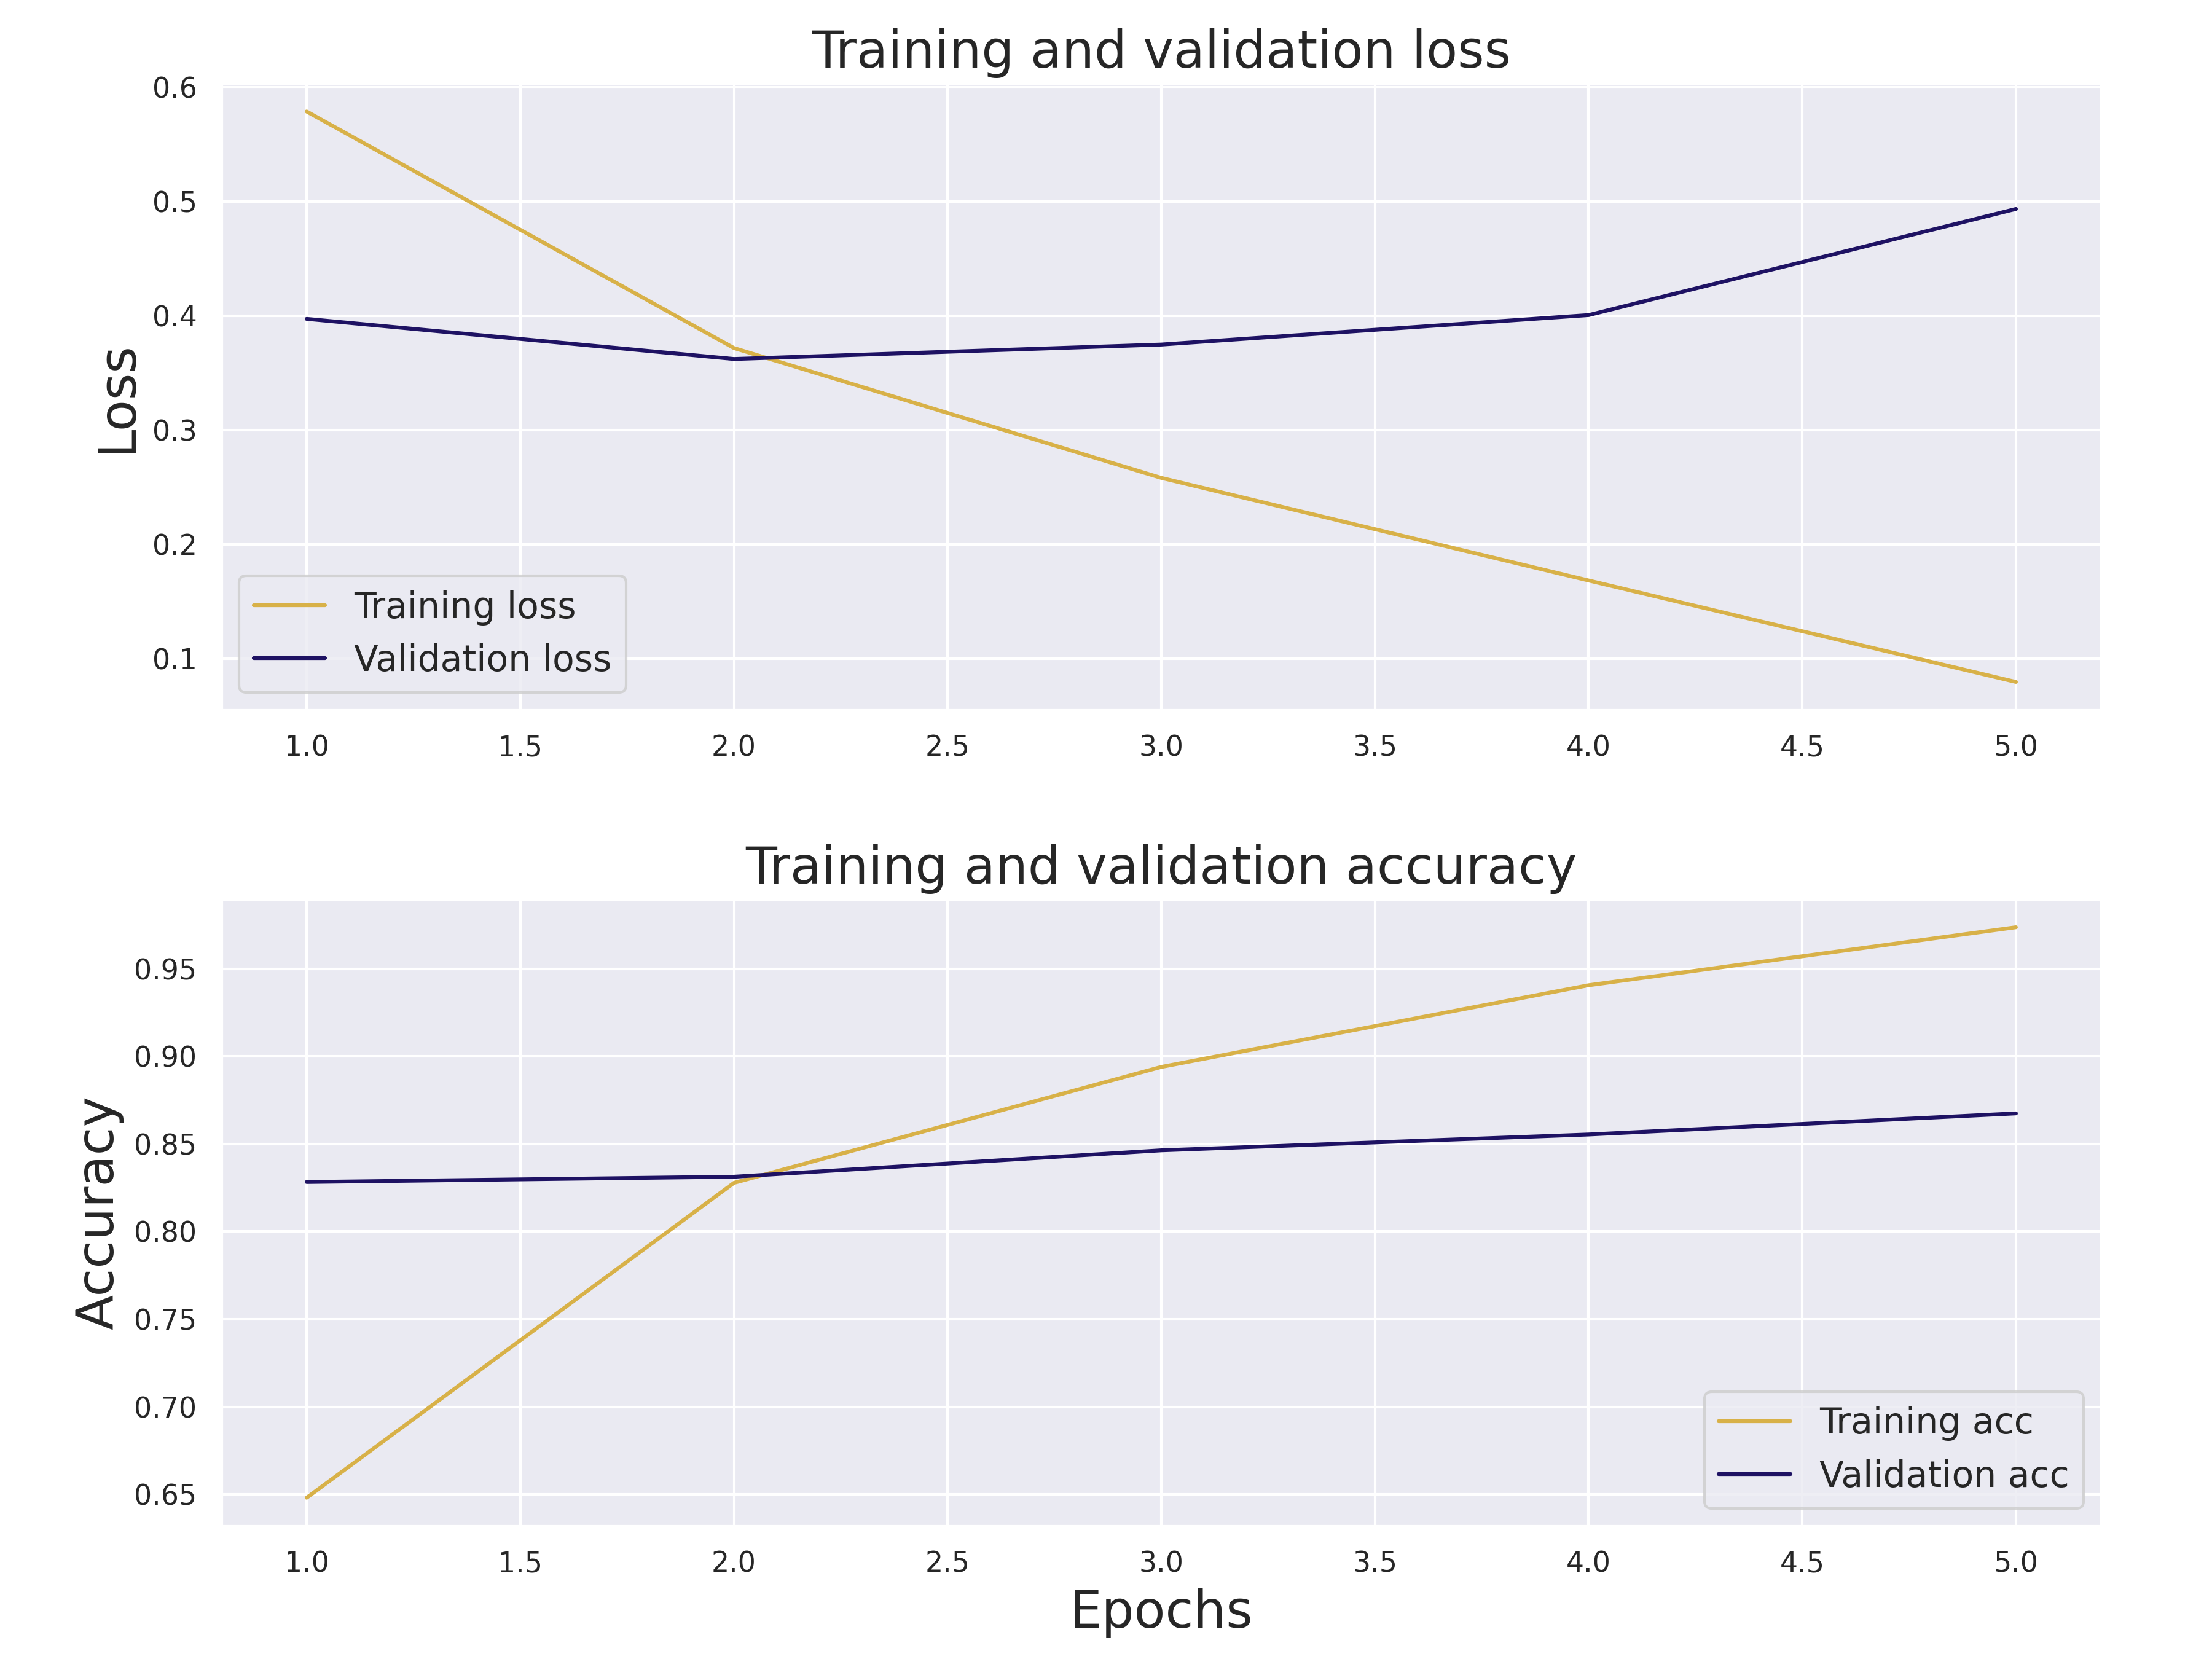 Training and validation loss
0.6
0.5
0.4
0.3
0.2
0.1
Loss
Training loss
Validation loss
1.0 1.5 2.0 2.5 3.0 3.5 4.0 4.5 5.0
Training and validation accuracy
0.95
0.90
0.85
0.80
0.75
0.70
0.65
Accuracy
Training acc
Validation acc
1.0 1.5 2.0 2.5 3.0 3.5 4.0 4.5 5.0
Epochs